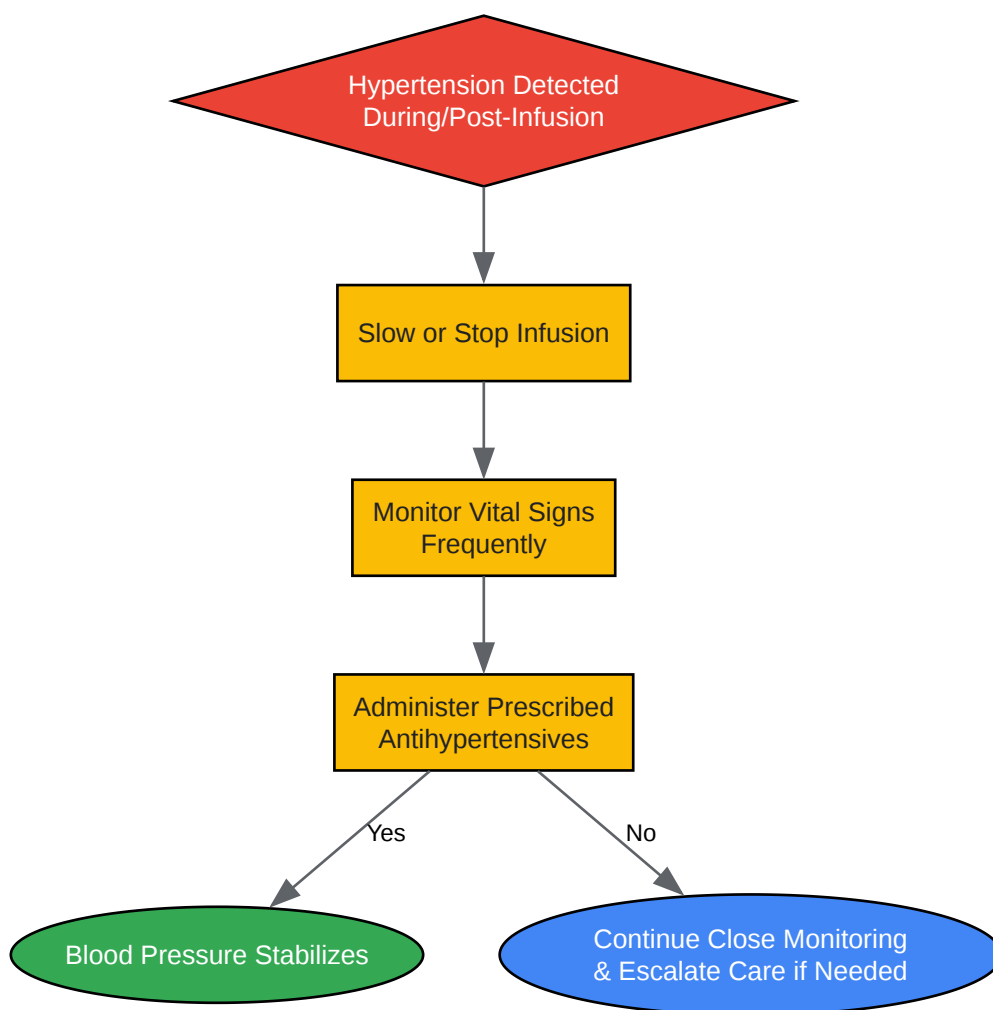 Hypertension Detected
During/Post-Infusion
Slow or Stop Infusion
Monitor Vital Signs
Frequently
Administer Prescribed
Antihypertensives
Yes
No
Blood Pressure Stabilizes
Continue Close Monitoring
& Escalate Care if Needed